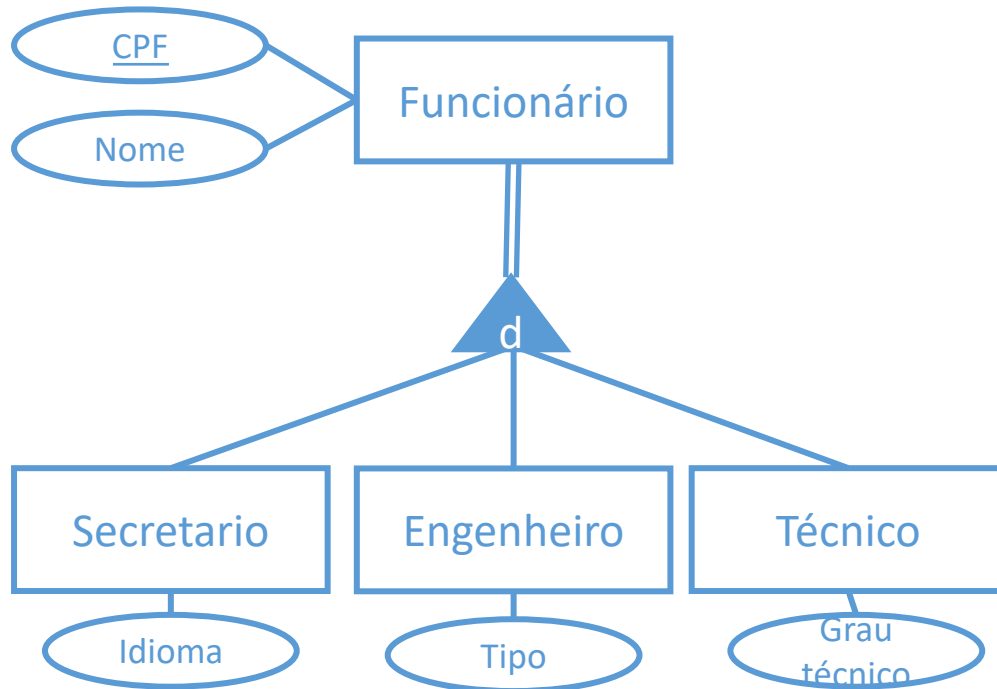 CPF
Funcionário
Nome
d
Secretario
Engenheiro
Técnico
Idioma
Tipo
Grau
técnico